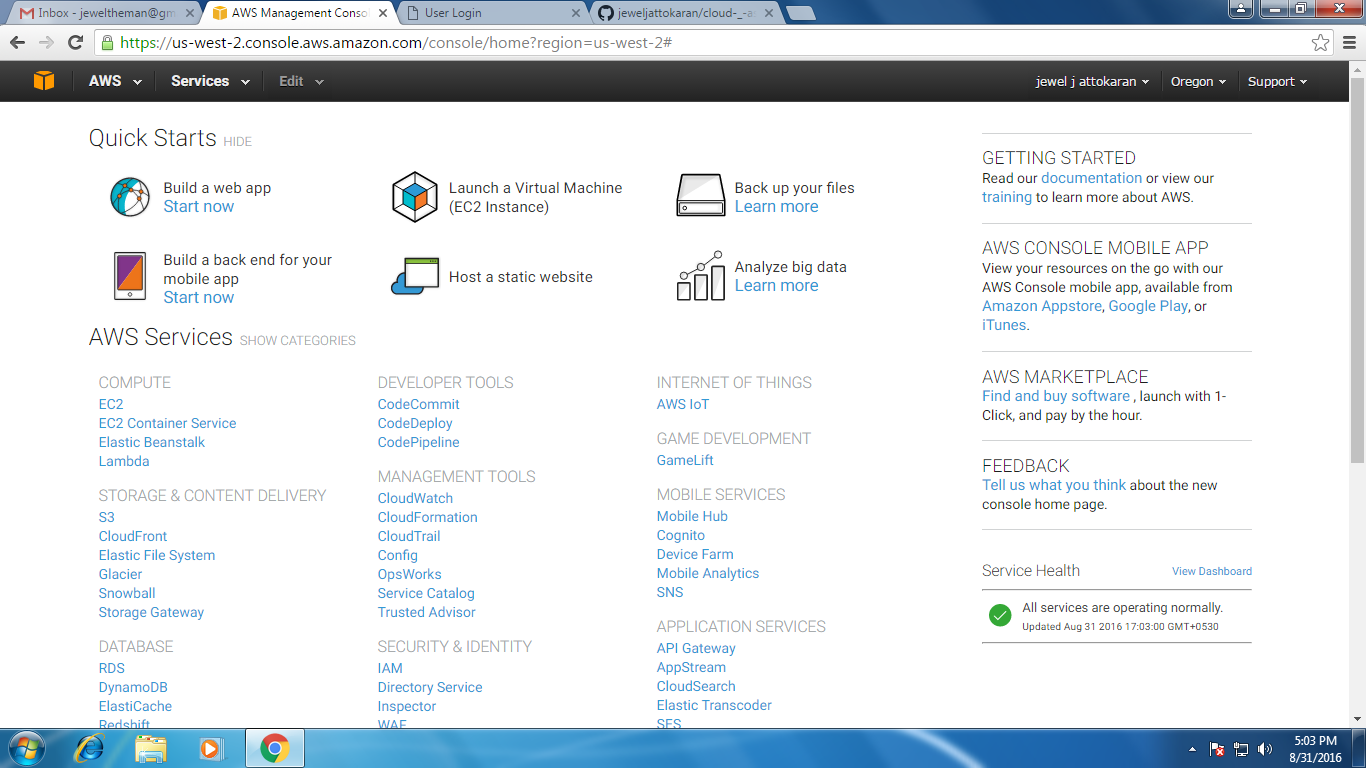 Inbox - jeweltheman@gm
AWS Management Conso
User Login
jeweljattokaran/cloud-_-a
https://us-west-2.console.aws.amazon.com/console/home?region=us-west-2#
AWS Services Edit jewel j attokaran Oregon Support
Quick Starts HIDE
Build a web app
Start now
Launch a Virtual Machine
(EC2 Instance)
Back up your files
Learn more
Build a back end for your
mobile app
Start now
Host a static website
Analyze big data
Learn more
AWS Services SHOW CATEGORIES
COMPUTE
EC2
EC2 Container Service
Elastic Beanstalk
Lambda
STORAGE & CONTENT DELIVERY
S3
CloudFront
Elastic File System
Glacier
Snowball
Storage Gateway
DATABASE
RDS
DynamoDB
ElastiCache
Redshift
DEVELOPER TOOLS
CodeCommit
CodeDeploy
CodePipeline
MANAGEMENT TOOLS
CloudWatch
CloudFormation
CloudTrail
Config
OpsWorks
Service Catalog
Trusted Advisor
SECURITY & IDENTITY
IAM
Directory Service
Inspector
WAF
INTERNET OF THINGS
AWS IoT
GAME DEVELOPMENT
GameLift
MOBILE SERVICES
Mobile Hub
Cognito
Device Farm
Mobile Analytics
SNS
APPLICATION SERVICES
API Gateway
AppStream
CloudSearch
Elastic Transcoder
SES
GETTING STARTED
Read our documentation or view our
training to learn more about AWS.
AWS CONSOLE MOBILE APP
View your resources on the go with our
AWS Console mobile app, available from
Amazon Appstore, Google Play, or
iTunes.
AWS MARKETPLACE
Find and buy software , launch with 1-
Click, and pay by the hour.
FEEDBACK
Tell us what you think about the new
console home page.
Service Health View Dashboard
All services are operating normally.
Updated Aug 31 2016 17:03:00 GMT+0530
5:03 PM
8/31/2016